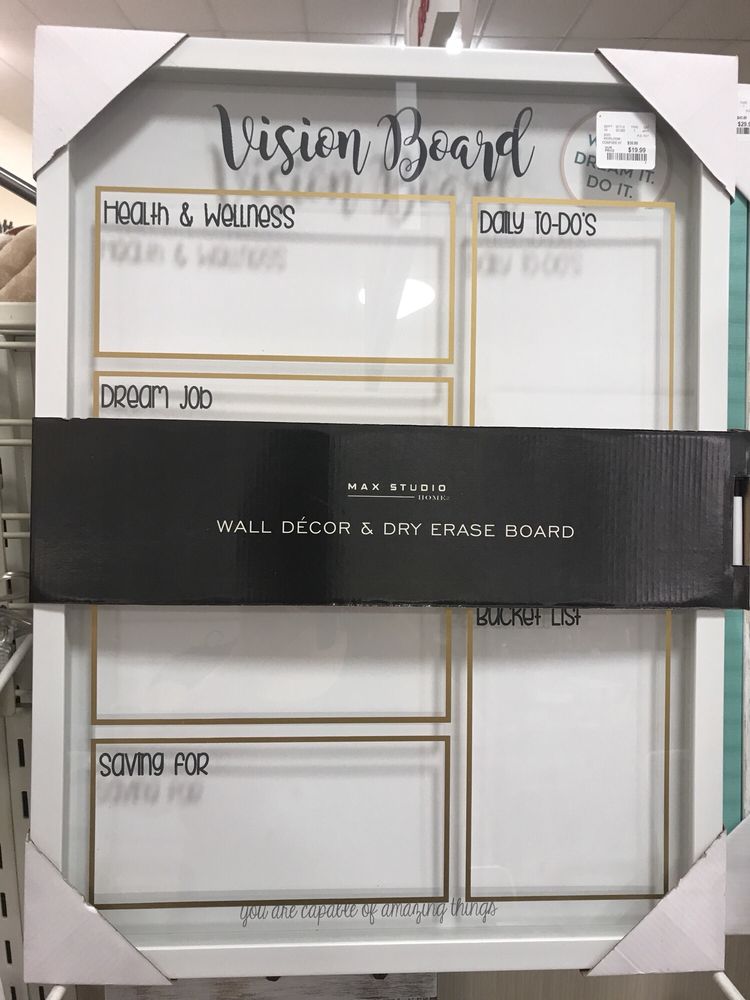 Vision Board
$19.99
DREAM IT.
DO IT.
Health & Wellness
Daily To-Do's
Dream Job
MAX STUDIO
HOME
WALL DÉCOR & DRY ERASE BOARD
Bucket List
Saving For
you are capable of amazing things